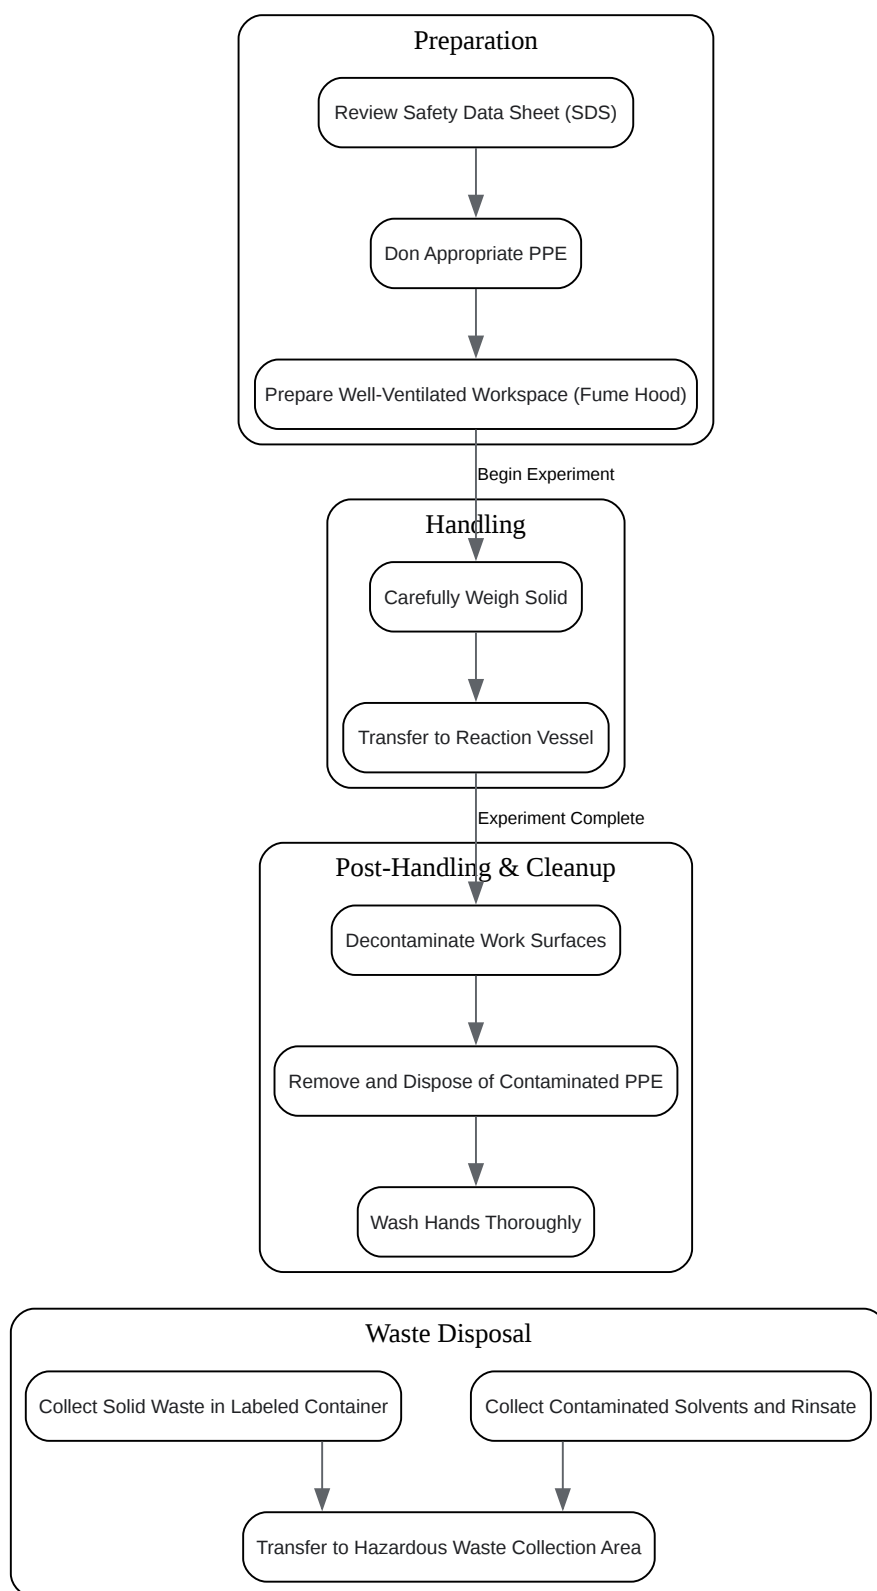 Preparation
Review Safety Data Sheet (SDS)
Don Appropriate PPE
Prepare Well-Ventilated Workspace (Fume Hood)
Begin Experiment
Handling
Carefully Weigh Solid
Transfer to Reaction Vessel
Experiment Complete
Post-Handling & Cleanup
Decontaminate Work Surfaces
Remove and Dispose of Contaminated PPE
Wash Hands Thoroughly
Waste Disposal
Collect Solid Waste in Labeled Container
Collect Contaminated Solvents and Rinsate
Transfer to Hazardous Waste Collection Area